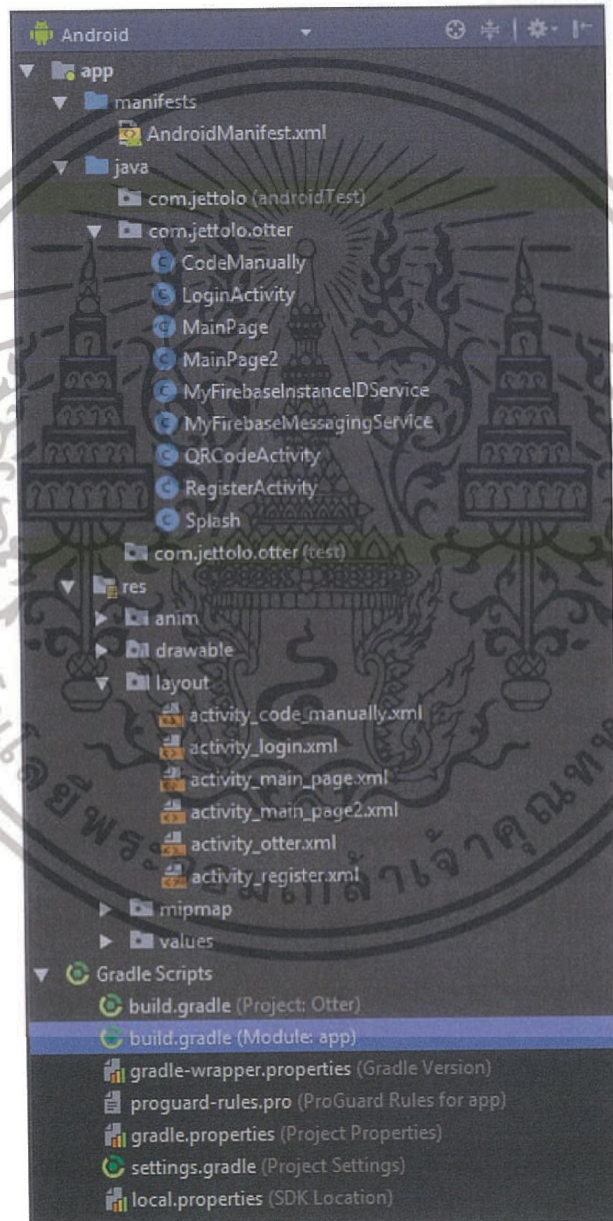 Android
app
manifests
AndroidManifest.xml
java
com.jettolo (androidTest)
com.jettolo.otter
CodeManually
LoginActivity
MainPage
MainPage2
MyFirebaseInstanceIDService
MyFirebaseMessagingService
QRCodeActivity
RegisterActivity
Splash
com.jettolo.otter (test)
res
anim
drawable
layout
activity_code_manually.xml
activity_login.xml
activity_main_page.xml
activity_main_page2.xml
activity_otter.xml
activity_register.xml
mipmap
values
Gradle Scripts
build.gradle (Project: Otter)
build.gradle (Module: app)
gradle-wrapper.properties (Gradle Version)
proguard-rules.pro (ProGuard Rules for app)
gradle.properties (Project Properties)
settings.gradle (Project Settings)
local.properties (SDK Location)